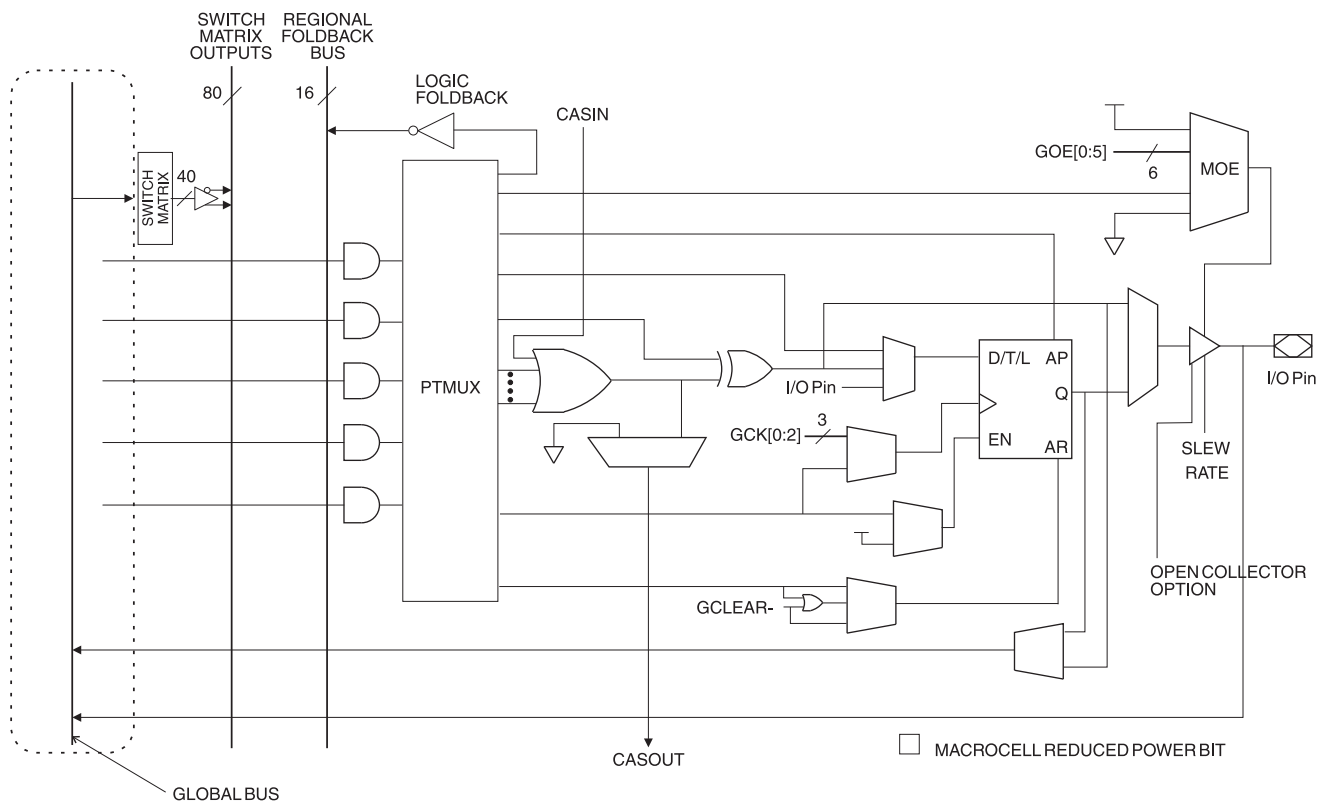 SWITCH
MATRIX
OUTPUTS
REGIONAL
FOLDBACK
BUS
80
16
LOGIC
FOLDBACK
CASIN
GOE[0:5]
6
MOE
SWITCH
MATRIX
40
PTMUX
I/O Pin
D/T/L
AP
Q
EN
AR
I/O Pin
GCK[0:2]
3
SLEW
RATE
OPEN COLLECTOR
OPTION
GCLEAR-
CASOUT
MACROCELL REDUCED POWER BIT
GLOBAL BUS